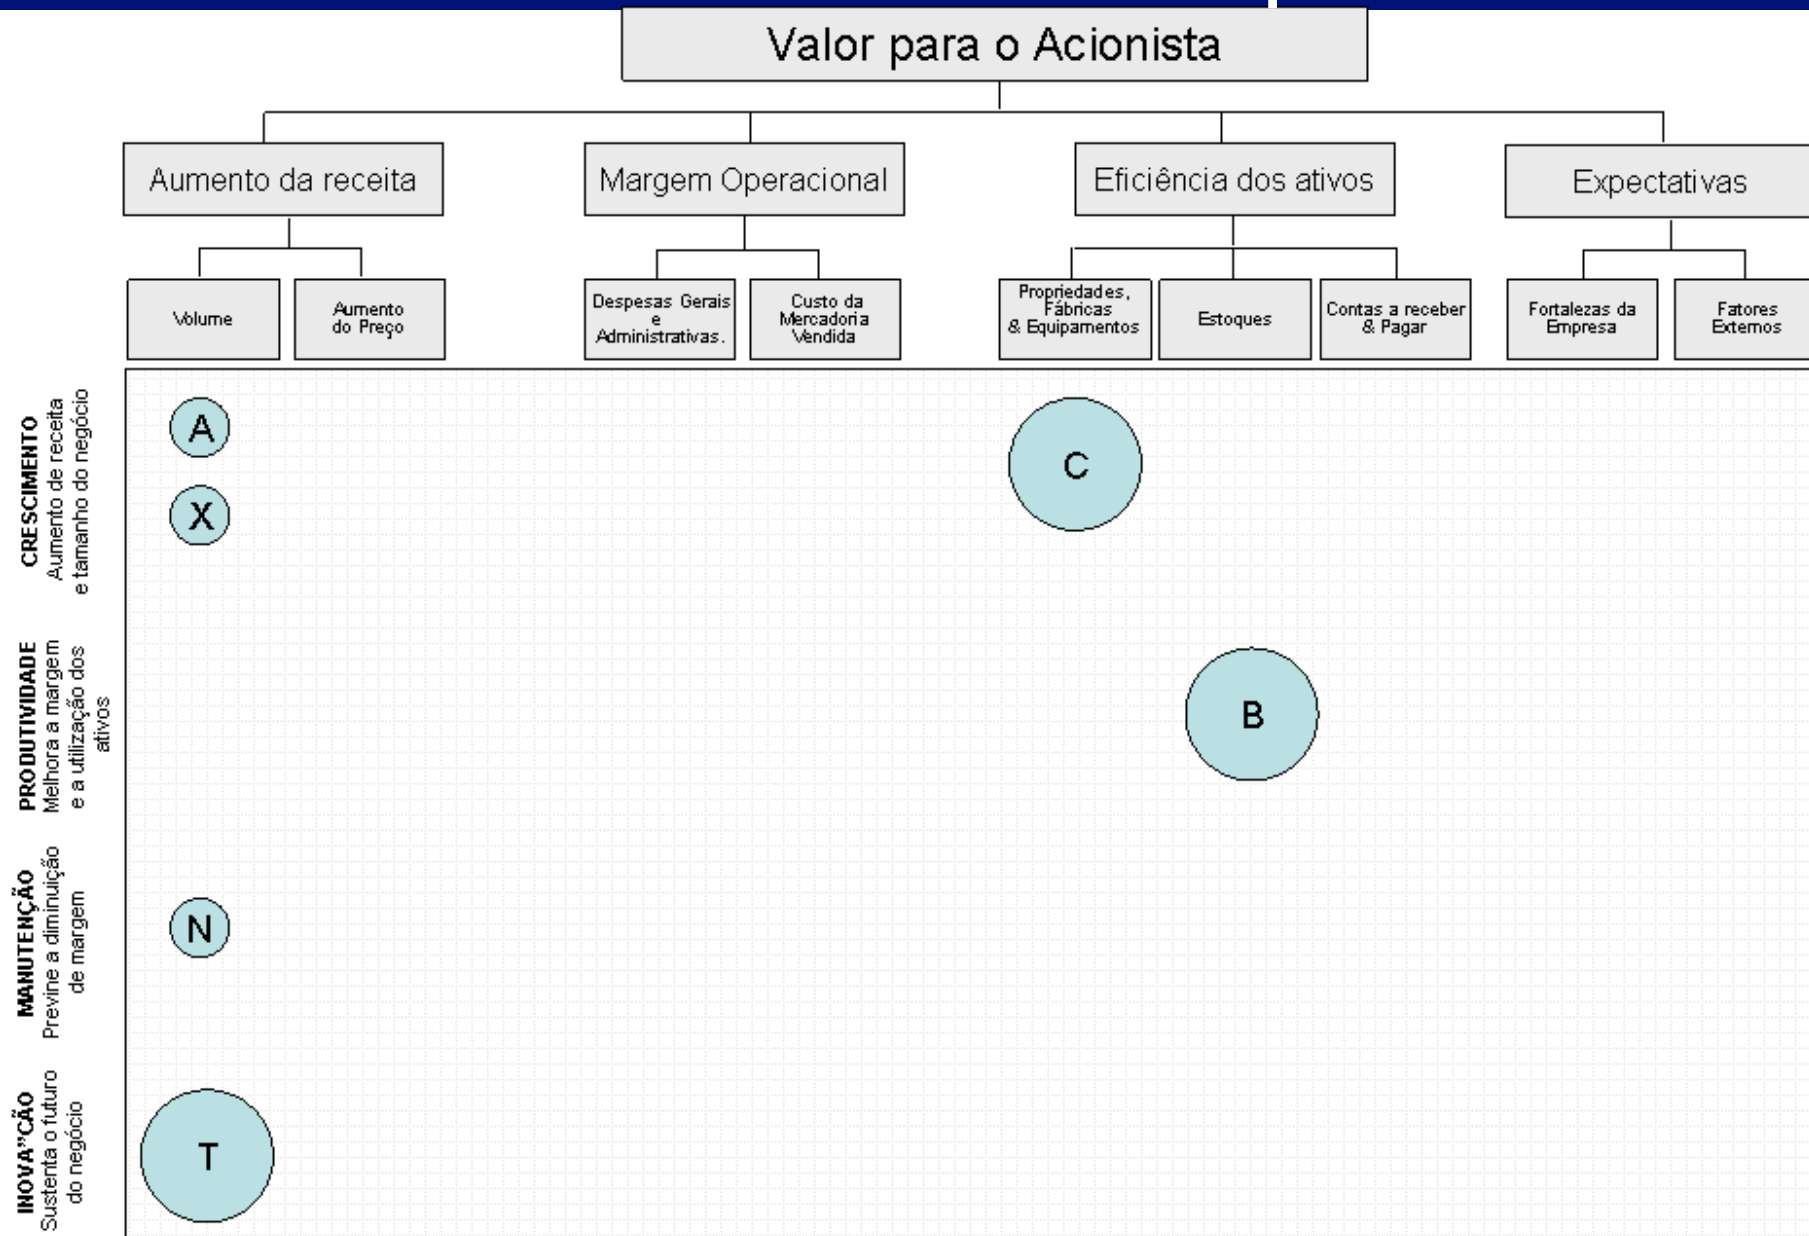 Valor para o Acionista
Aumento da receita
Margem Operacional
Eficiência dos ativos
Expectativas
Volume
Aumento
do Preço
Despesas Gerais
e
Administrativas.
Custo da
Mercadoria
Vendida
Propriedades,
Fábricas
& Equipamentos
Estoques
Contas a receber
& Pagar
Fortalezas da
Empresa
Fatores
Externos
CRESCIMENTO
Aumento de receita
e tamanho do negócio
A
X
C
PRODUTIVIDADE
Melhora a margem
e a utilização dos
ativos
B
MANUTENÇÃO
Previne a diminuição
de margem
N
INOVA”CÃO
Sustenta o futuro
do negócio
T